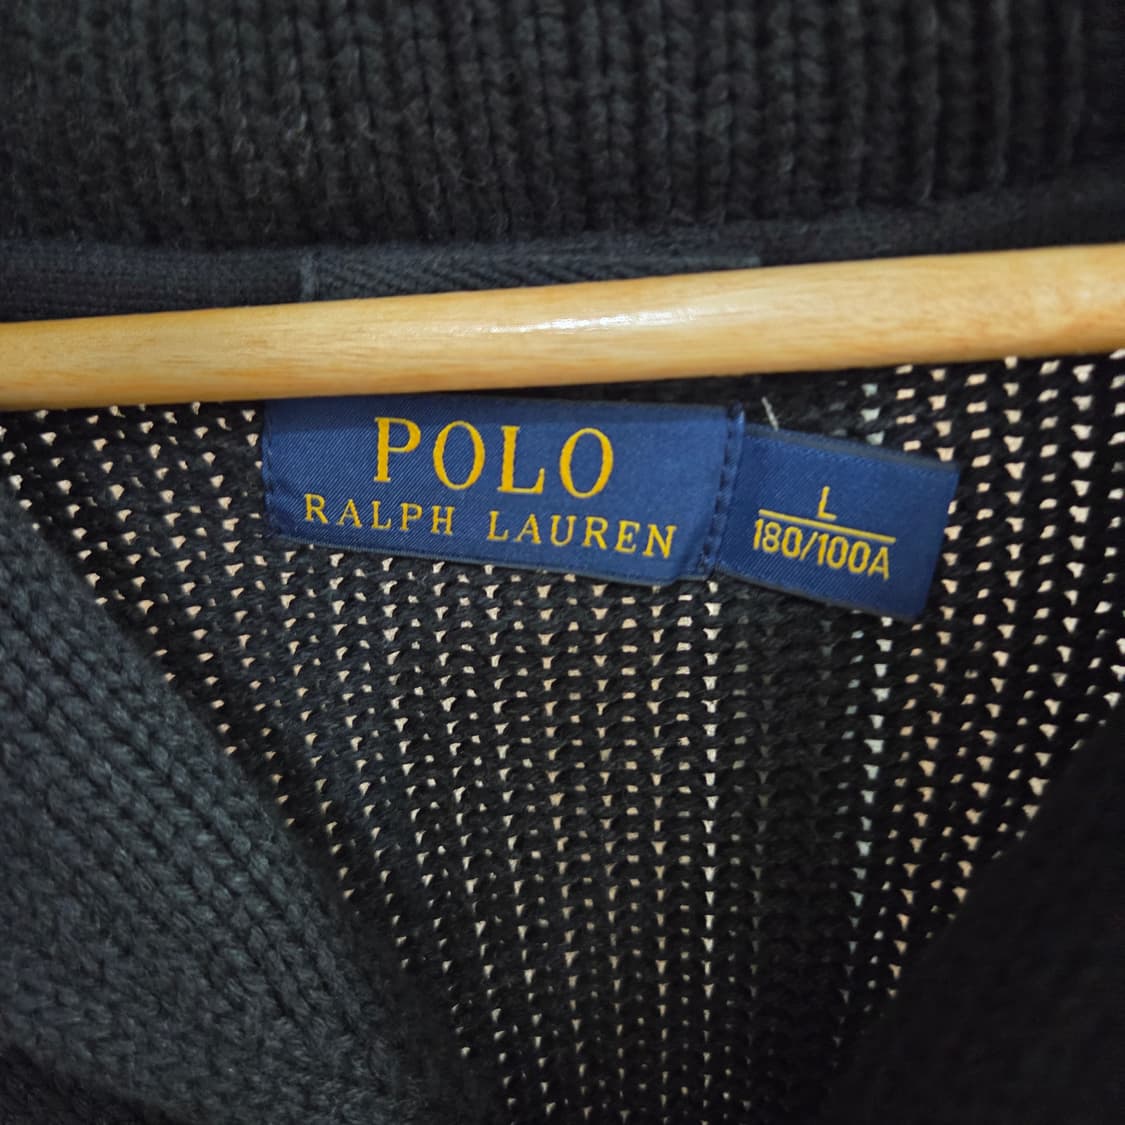 POLO
RALPH LAUREN
L
180/100A